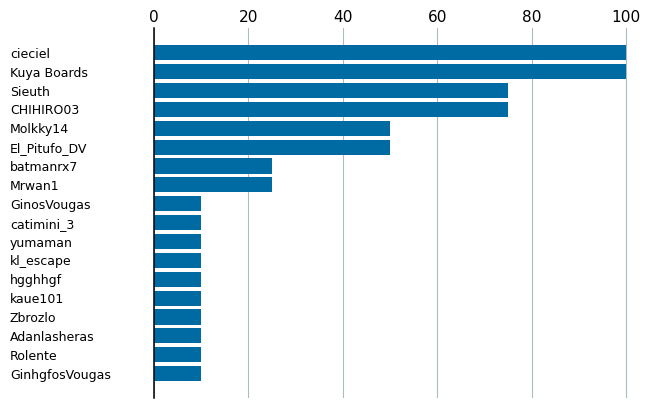 0 20 40 60 80 100
cieciel
Kuya Boards
Sieuth
CHIHIRO03
Molkky14
El_Pitufo_DV
batmanrx7
Mrwan1
GinosVougas
catimini_3
yumaman
kl_escape
hgghhgf
kaue101
Zbrozlo
Adanlasheras
Rolente
GinhgfosVougas